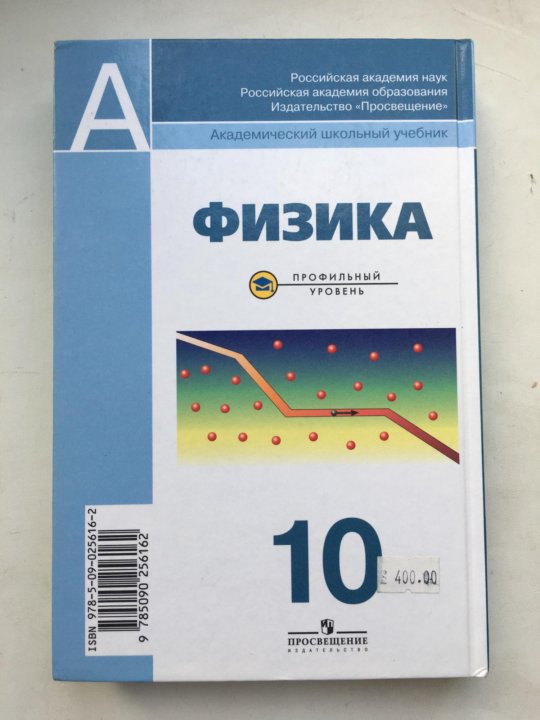 А
Российская академия наук
Российская академия образования
Издательство «Просвещение»
Академический школьный учебник
ФИЗИКА
ПРОФИЛЬНЫЙ
УРОВЕНЬ
10
400.00
ПРОСВЕЩЕНИЕ
ИЗДАТЕЛЬСТВО
ISBN 978-5-09-025616-2
9 785090 256162